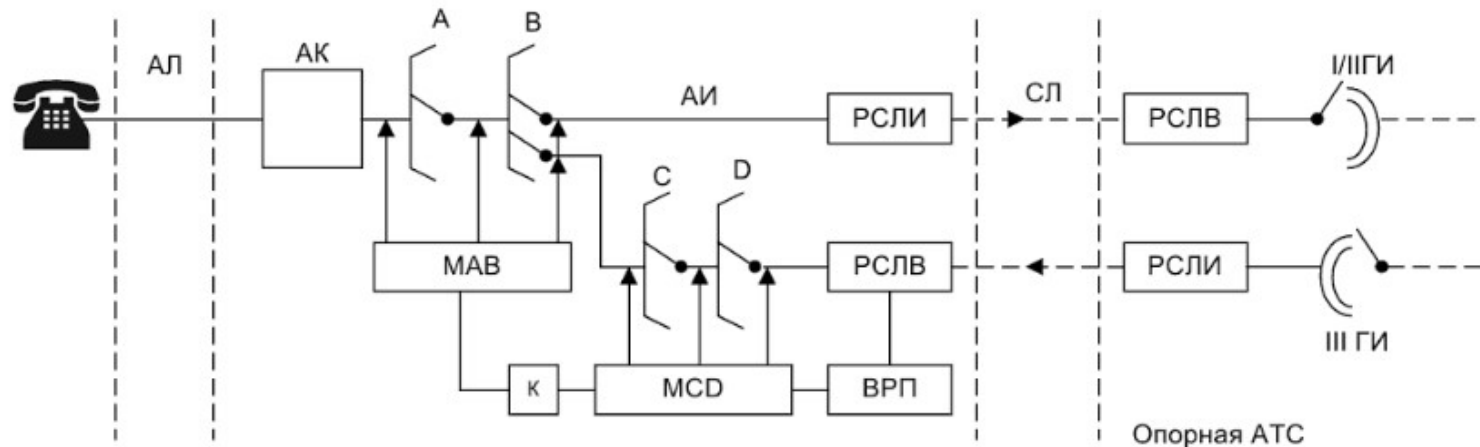 АЛ
АК
A
B
АИ
РСЛИ
СЛ
РСЛВ
I/IIГИ
C
D
МАВ
РСЛВ
РСЛИ
III ГИ
К
MCD
ВРП
Опорная АТС